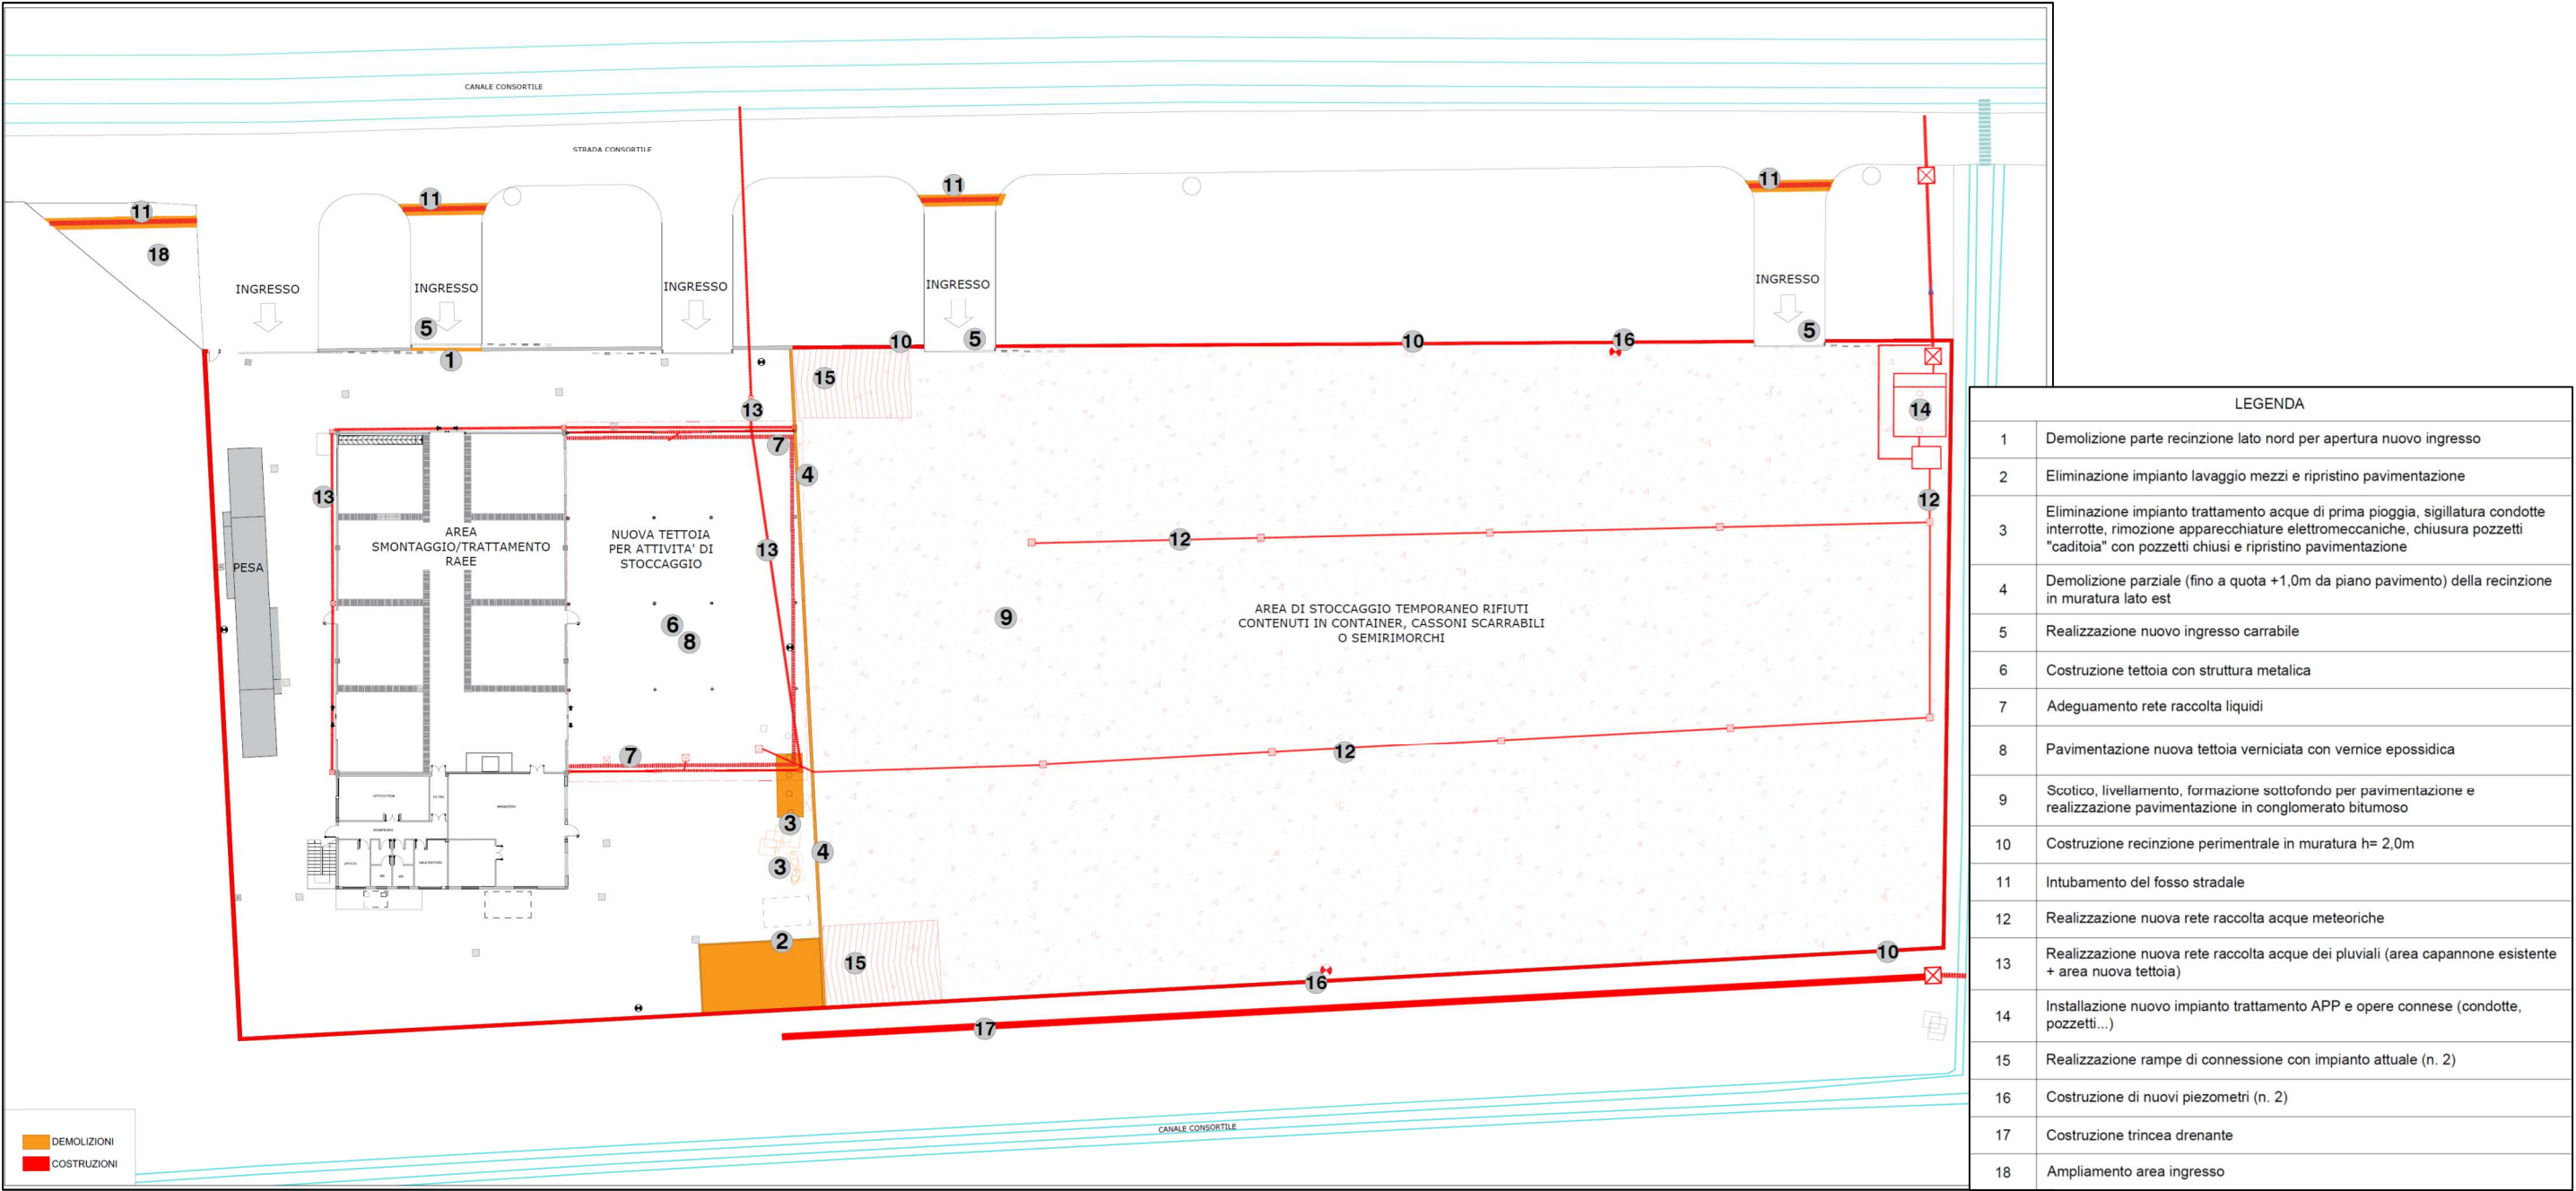 CANALE CONSORTILE
STRADA CONSORTILE
11
11
11
11
18
INGRESSO
INGRESSO
INGRESSO
INGRESSO
INGRESSO
5
5
5
1
10
10
16
15
13
14
7
4
13
12
AREA
SMONTAGGIO/TRATTAMENTO
RAEE
NUOVA TETTOIA
PER ATTIVITA' DI
STOCCAGGIO
13
12
PESA
6
8
9
AREA DI STOCCAGGIO TEMPORANEO RIFIUTI
CONTENUTI IN CONTAINER, CASSONI SCARRABILI
O SEMIRIMORCHI
7
12
UFFICIO PESA
FILTRO
MAGAZZINO
3
DISIMPEGNO
4
UFFICIO
WC
WC
SALA RISTORO
3
2
15
10
16
17
CANALE CONSORTILE
DEMOLIZIONI
COSTRUZIONI
LEGENDA
1 Demolizione parte recinzione lato nord per apertura nuovo ingresso
2 Eliminazione impianto lavaggio mezzi e ripristino pavimentazione
3 Eliminazione impianto trattamento acque di prima pioggia, sigillatura condotte
interrotte, rimozione apparecchiature elettromeccaniche, chiusura pozzetti
"caditoia" con pozzetti chiusi e ripristino pavimentazione
4 Demolizione parziale (fino a quota +1,0m da piano pavimento) della recinzione
in muratura lato est
5 Realizzazione nuovo ingresso carrabile
6 Costruzione tettoia con struttura metalica
7 Adeguamento rete raccolta liquidi
8 Pavimentazione nuova tettoia verniciata con vernice epossidica
9 Scotico, livellamento, formazione sottofondo per pavimentazione e
realizzazione pavimentazione in conglomerato bitumoso
10 Costruzione recinzione perimentrale in muratura h= 2,0m
11 Intubamento del fosso stradale
12 Realizzazione nuova rete raccolta acque meteoriche
13 Realizzazione nuova rete raccolta acque dei pluviali (area capannone esistente
+ area nuova tettoia)
14 Installazione nuovo impianto trattamento APP e opere connese (condotte,
pozzetti...)
15 Realizzazione rampe di connessione con impianto attuale (n. 2)
16 Costruzione di nuovi piezometri (n. 2)
17 Costruzione trincea drenante
18 Ampliamento area ingresso